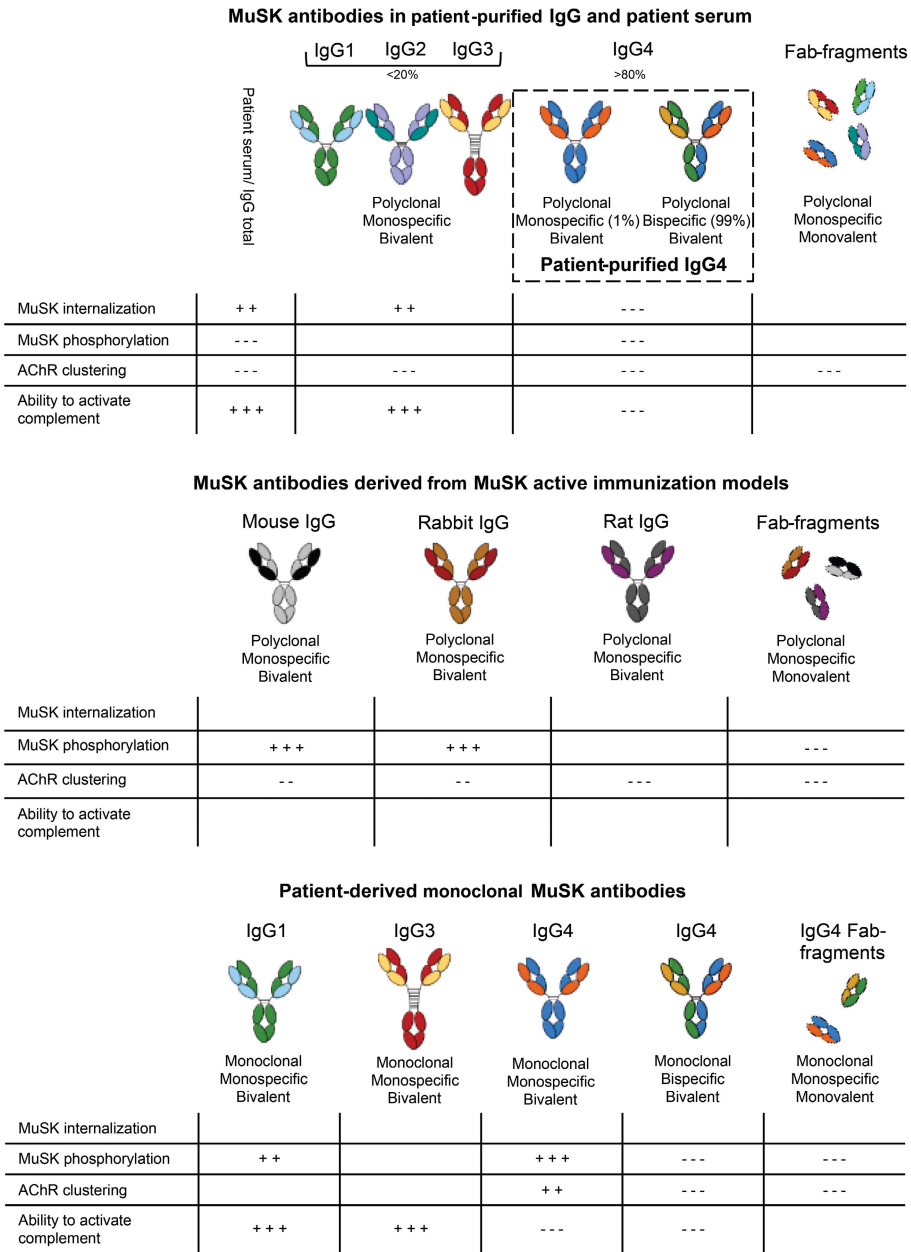 MuSK antibodies in patient-purified IgG and patient serum
IgG1 IgG2 IgG3 IgG4 Fab-fragments
<20% >80%
Patient serum/ IgG total
Polyclonal
Monospecific
Bivalent
Polyclonal
Monospecific (1%)
Bivalent
Polyclonal
Bispecific (99%)
Bivalent
Polyclonal
Monospecific
Monovalent
Patient-purified IgG4
MuSK internalization + + + + - - -
MuSK phosphorylation - - - - - -
AChR clustering - - - - - - - - - - - -
Ability to activate
complement + + + + + + - - -
MuSK antibodies derived from MuSK active immunization models
Mouse IgG Rabbit IgG Rat IgG Fab-fragments
Polyclonal
Monospecific
Bivalent
Polyclonal
Monospecific
Bivalent
Polyclonal
Monospecific
Bivalent
Polyclonal
Monospecific
Monovalent
MuSK internalization
MuSK phosphorylation + + + + + + - - -
AChR clustering - - - - - - - - - -
Ability to activate
complement
Patient-derived monoclonal MuSK antibodies
IgG1 IgG3 IgG4 IgG4 IgG4 Fab-
fragments
Monoclonal
Monospecific
Bivalent
Monoclonal
Monospecific
Bivalent
Monoclonal
Monospecific
Bivalent
Monoclonal
Bispecific
Bivalent
Monoclonal
Monospecific
Monovalent
MuSK internalization
MuSK phosphorylation + + + + + - - - - - -
AChR clustering + + - - - - - -
Ability to activate
complement + + + + + + - - - - - -